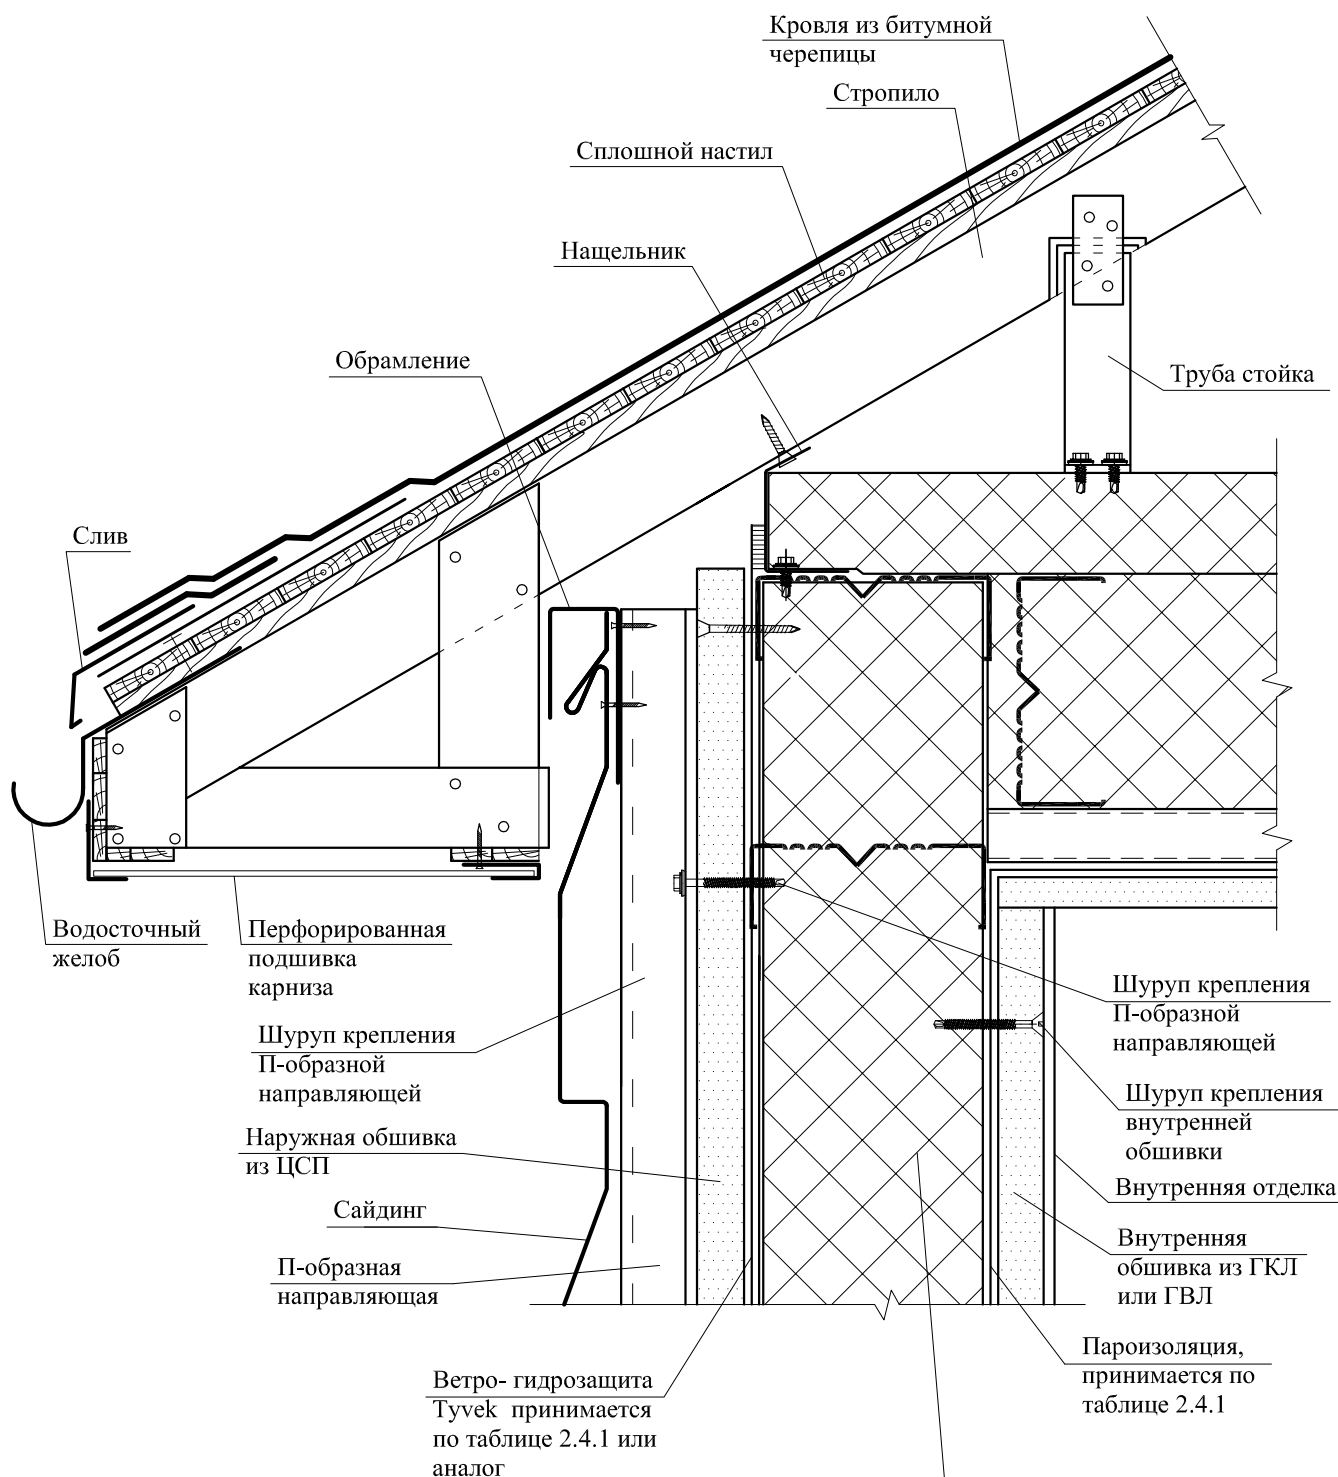 Кровля из битумной
черепицы
Стропило
Сплошной настил
Нащельник
Обрамление
Труба стойка
Слив
Водосточный
желоб
Перфорированная
подшивка
карниза
Шуруп крепления
П-образной
направляющей
Шуруп крепления
П-образной
направляющей
Шуруп крепления
внутренней
обшивки
Наружная обшивка
из ЦСП
Внутренняя отделка
Сайдинг
Внутренняя
обшивка из ГКЛ
или ГВЛ
П-образная
направляющая
Пароизоляция,
принимается по
таблице 2.4.1
Ветро- гидрозащита
Tyvek принимается
по таблице 2.4.1 или
аналог